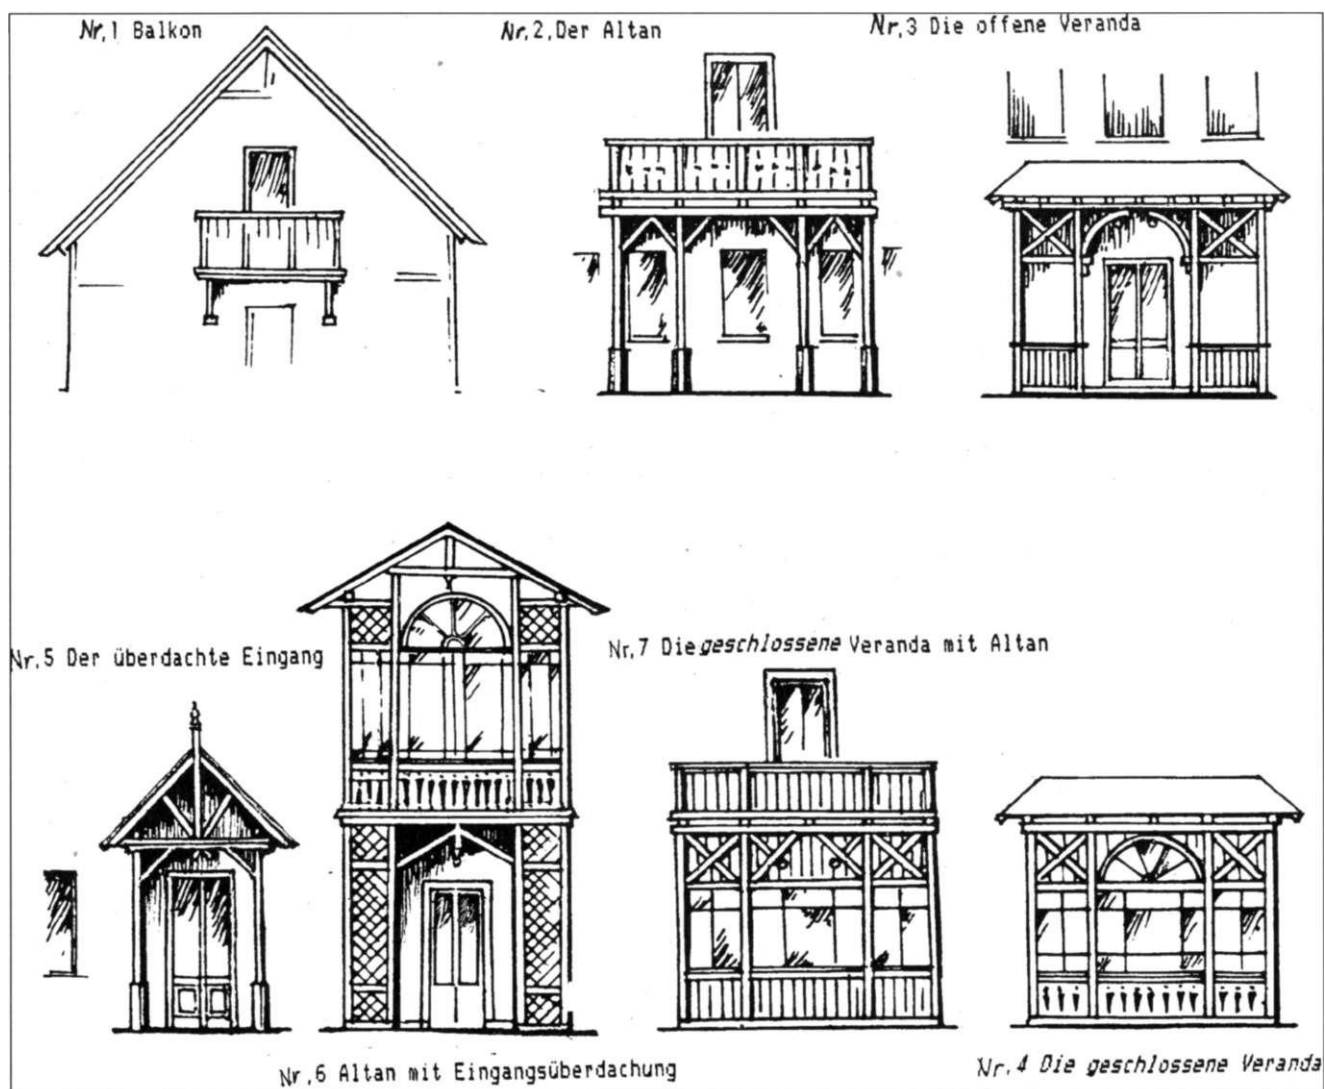 Nr.1 Balkon
Nr.2.Der Altan
Nr.3 Die offene Veranda
Nr.5 Der überdachte Eingang
Nr.7 Die geschlossene Veranda mit Altan
Nr.6 Altan mit Eingangsüberdachung
Nr.4 Die geschlossene Veranda